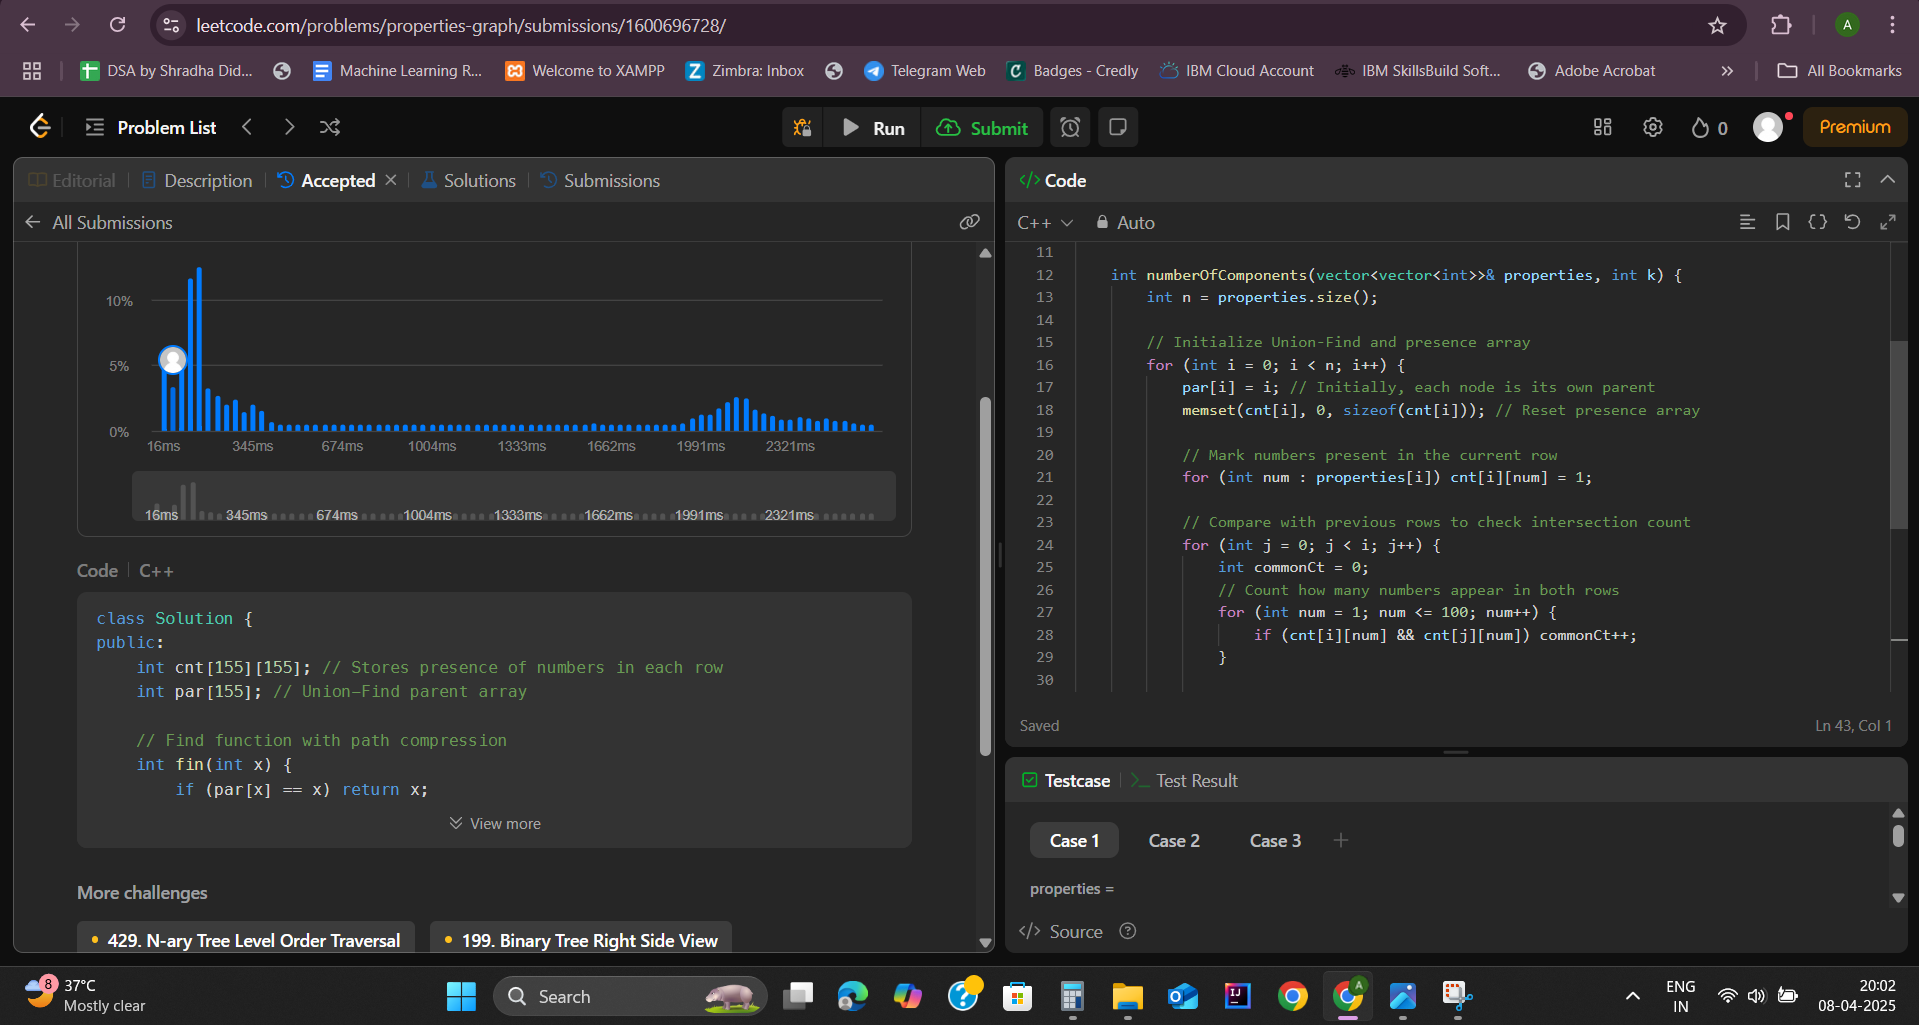 leetcode.com/problems/properties-graph/submissions/1600696728/
A
DSA by Shradha Did...
Machine Learning R...
Welcome to XAMPP
Zimbra: Inbox
Telegram Web
Badges - Credly
IBM Cloud Account
IBM SkillsBuild Soft...
Adobe Acrobat
All Bookmarks
Problem List
Run
Submit
0
Premium
Editorial
Description
Accepted
Solutions
Submissions
All Submissions
10%
5%
0%
16ms 345ms 674ms 1004ms 1333ms 1662ms 1991ms 2321ms
16ms 345ms 674ms 1004ms 1333ms 1662ms 1991ms 2321ms
Code C++
class Solution {
public:
int cnt[155][155]; // Stores presence of numbers in each row
int par[155]; // Union-Find parent array
// Find function with path compression
int fin(int x) {
if (par[x] == x) return x;
View more
More challenges
429. N-ary Tree Level Order Traversal
199. Binary Tree Right Side View
</> Code
C++
Auto
11
12 int numberOfComponents(vector<vector<int>>& properties, int k) {
13 int n = properties.size();
14
15 // Initialize Union-Find and presence array
16 for (int i = 0; i < n; i++) {
17 par[i] = i; // Initially, each node is its own parent
18 memset(cnt[i], 0, sizeof(cnt[i])); // Reset presence array
19
20 // Mark numbers present in the current row
21 for (int num : properties[i]) cnt[i][num] = 1;
22
23 // Compare with previous rows to check intersection count
24 for (int j = 0; j < i; j++) {
25 int commonCt = 0;
26 // Count how many numbers appear in both rows
27 for (int num = 1; num <= 100; num++) {
28 if (cnt[i][num] && cnt[j][num]) commonCt++;
29 }
30
Saved
Ln 43, Col 1
Testcase
Test Result
Case 1
Case 2
Case 3
properties =
</> Source
8
37°C
Mostly clear
Search
A
ENG
IN
20:02
08-04-2025